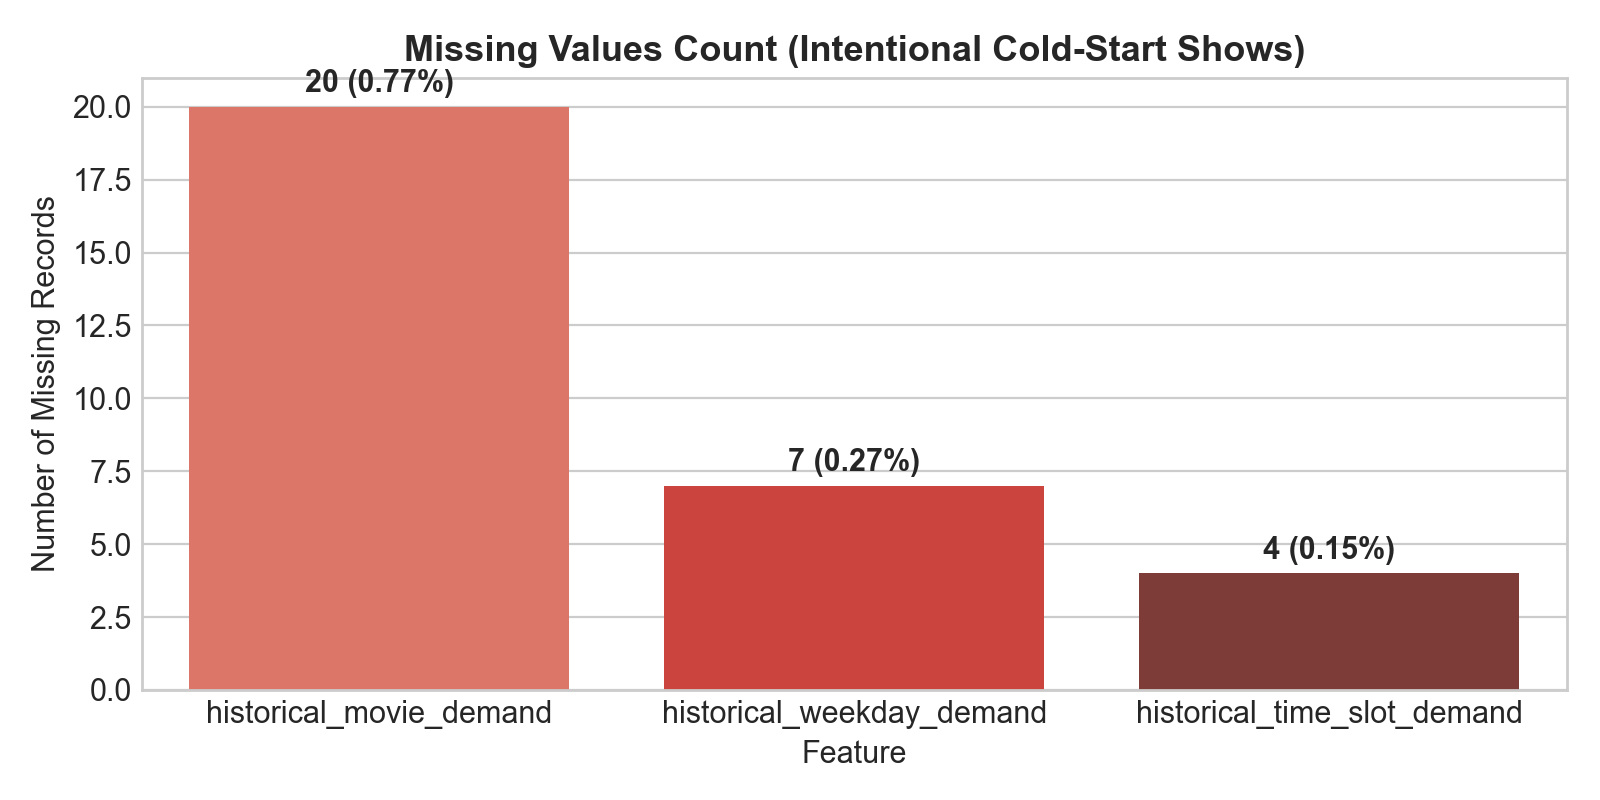 Missing Values Count (Intentional Cold-Start Shows)
20 (0.77%)
20.0
17.5
15.0
12.5
10.0
7.5
5.0
2.5
0.0
Number of Missing Records
7 (0.27%)
4 (0.15%)
historical_movie_demand
historical_weekday_demand
historical_time_slot_demand
Feature